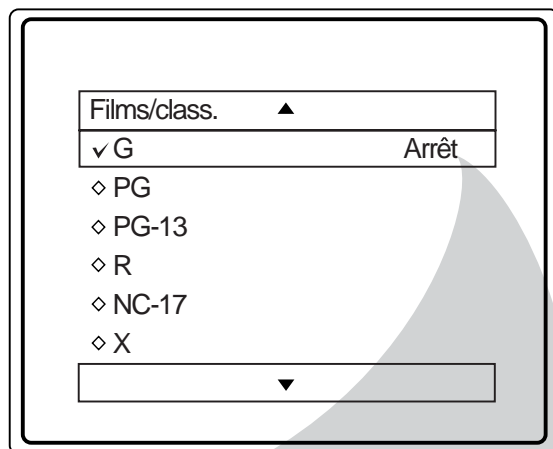 Films/class. ▲
✓ G Arrêt
◇ PG
◇ PG-13
◇ R
◇ NC-17
◇ X
▼